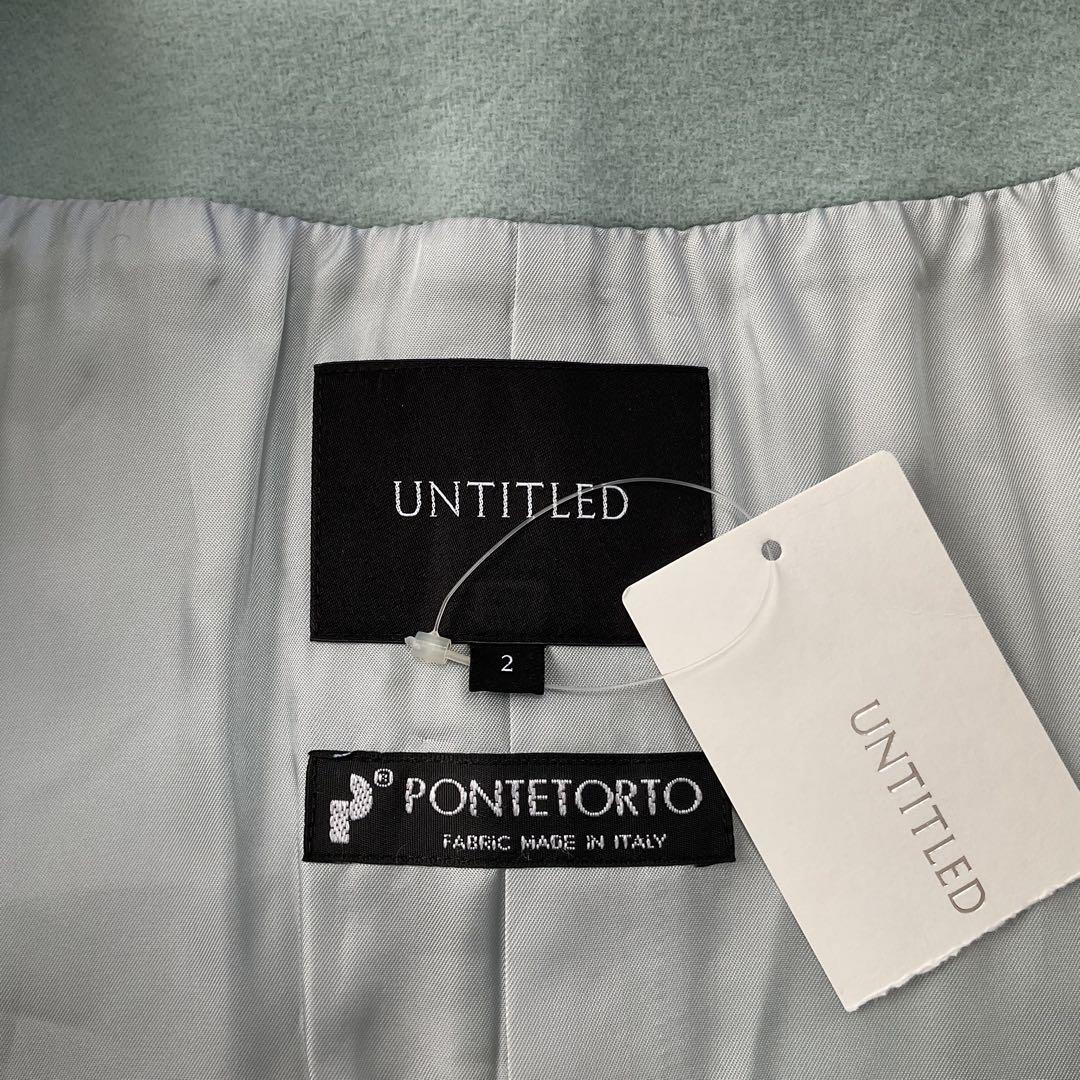 UNTITLED
2
® PONTETORTO
FABRIC MADE IN ITALY
UNTITLED